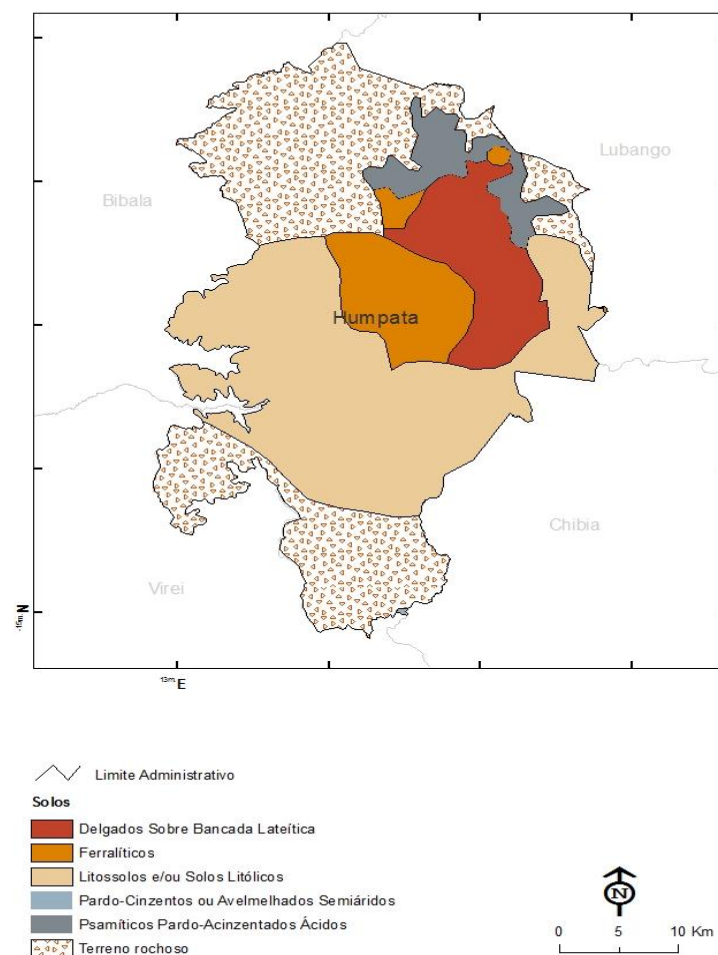 Lubango
Bibala
Humpata
Chibia
Virei
N
E
Limite Administrativo
Solos
Delgados Sobre Bancada Lateítica
Ferralíticos
Litossolos e/ou Solos Litólicos
Pardo-Cinzentos ou Avelmelhados Semiáridos
Psamíticos Pardo-Acinzentados Ácidos
Terreno rochoso
N
0 5 10 Km